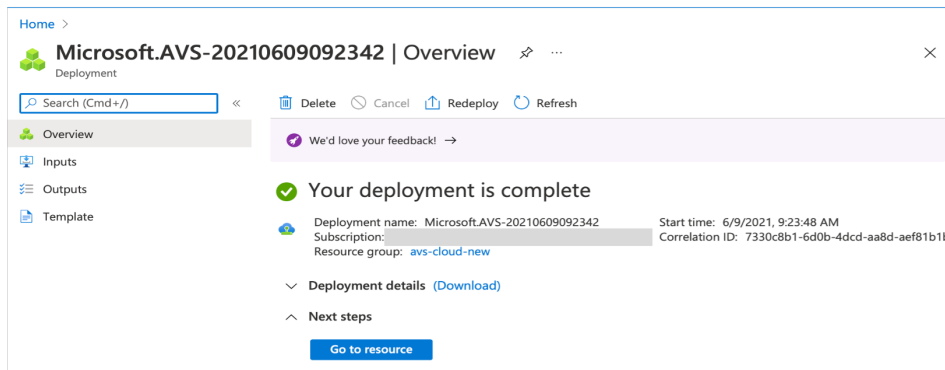 Home >
Microsoft.AVS-20210609092342 | Overview ...
Deployment
Search (Cmd+/) «
Delete Cancel Redeploy Refresh
We'd love your feedback! →
Overview
Inputs
Outputs
Template
Your deployment is complete
Deployment name: Microsoft.AVS-20210609092342 Start time: 6/9/2021, 9:23:48 AM
Subscription: Correlation ID: 7330c8b1-6d0b-4dcd-aa8d-aef81b1
Resource group: avs-cloud-new
Deployment details (Download)
Next steps
Go to resource